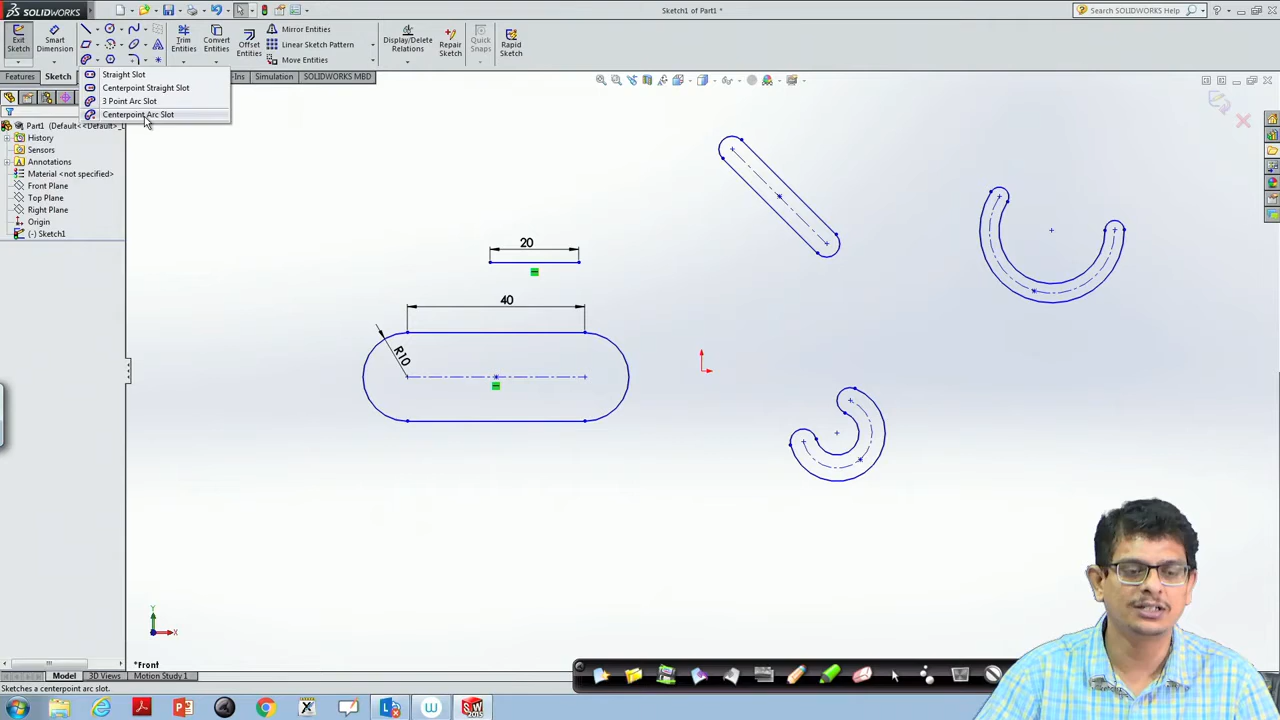 SOLIDWORKS
Sketch1 of Part1 *
Search SOLIDWORKS Help
Exit Sketch
Smart Dimension
Trim Entities
Convert Entities
Offset Entities
Mirror Entities
Linear Sketch Pattern
Move Entities
Display/Delete Relations
Repair Sketch
Quick Snaps
Rapid Sketch
Features
Sketch
Ins
Simulation
SOLIDWORKS MBD
Straight Slot
Centerpoint Straight Slot
3 Point Arc Slot
Centerpoint Arc Slot
Part1 (Default<<Default>_
History
Sensors
Annotations
Material <not specified>
Front Plane
Top Plane
Right Plane
Origin
(-) Sketch1
20
40
R10
Y
X
*Front
Model
3D Views
Motion Study 1
Sketches a centerpoint arc slot.